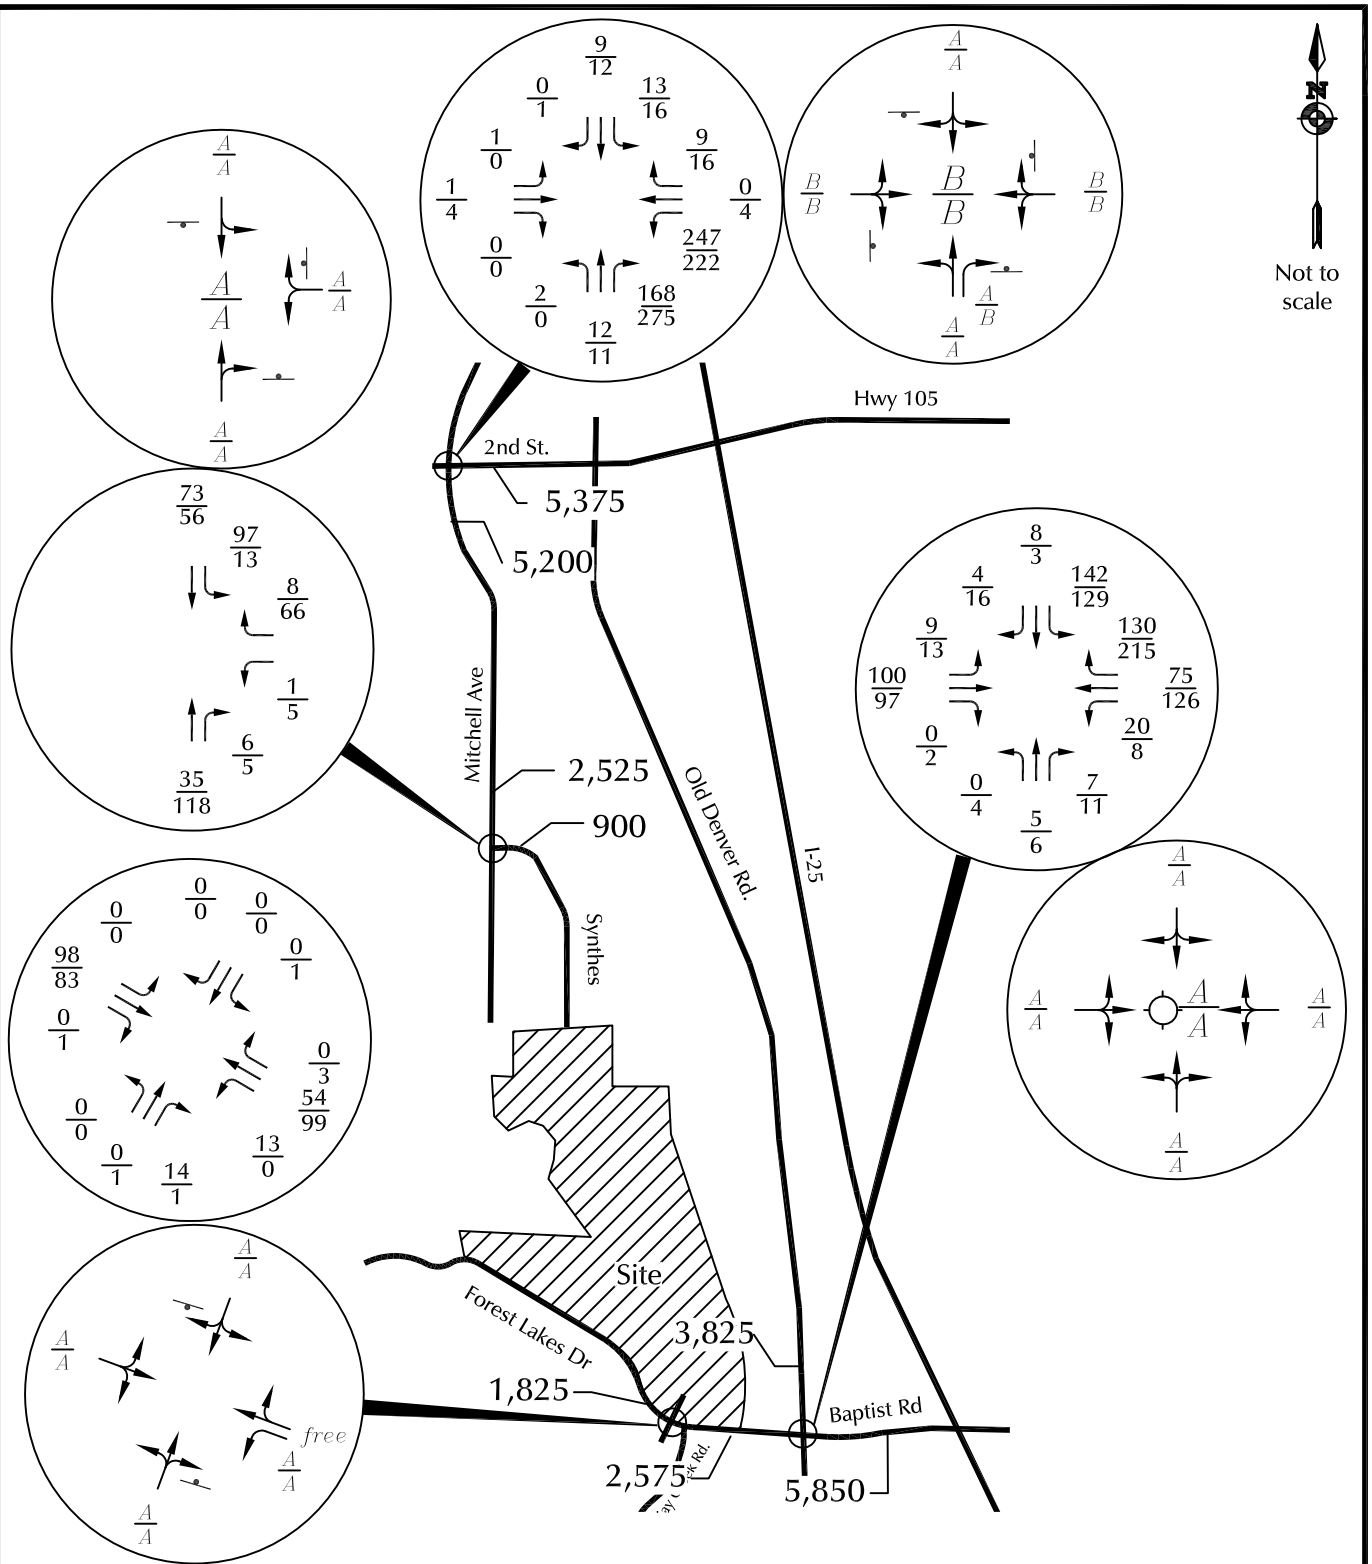 9
12
0
1
13
16
1
0
9
16
1
4
0
4
0
0
247
222
2
0
168
275
12
11
A
A
B
B
B
B
B
B
A
B
A
A
N
Not to
scale
A
A
A
A
A
A
A
A
Hwy 105
2nd St.
5,375
5,200
73
56
97
13
8
66
1
5
6
5
35
118
Mitchell Ave
2,525
900
Old Denver Rd.
I-25
Synthes
8
3
4
16
142
129
9
13
130
215
100
97
75
126
0
2
20
8
0
4
7
11
5
6
A
A
A
A
A
A
A
A
A
A
0
0
0
0
0
0
98
83
0
1
0
1
0
3
54
99
0
0
0
1
13
0
14
1
Site
Forest Lakes Dr
3,825
1,825
Baptist Rd
2,575
Rd.
5,850
A
A
A
A
free
A
A
A
A